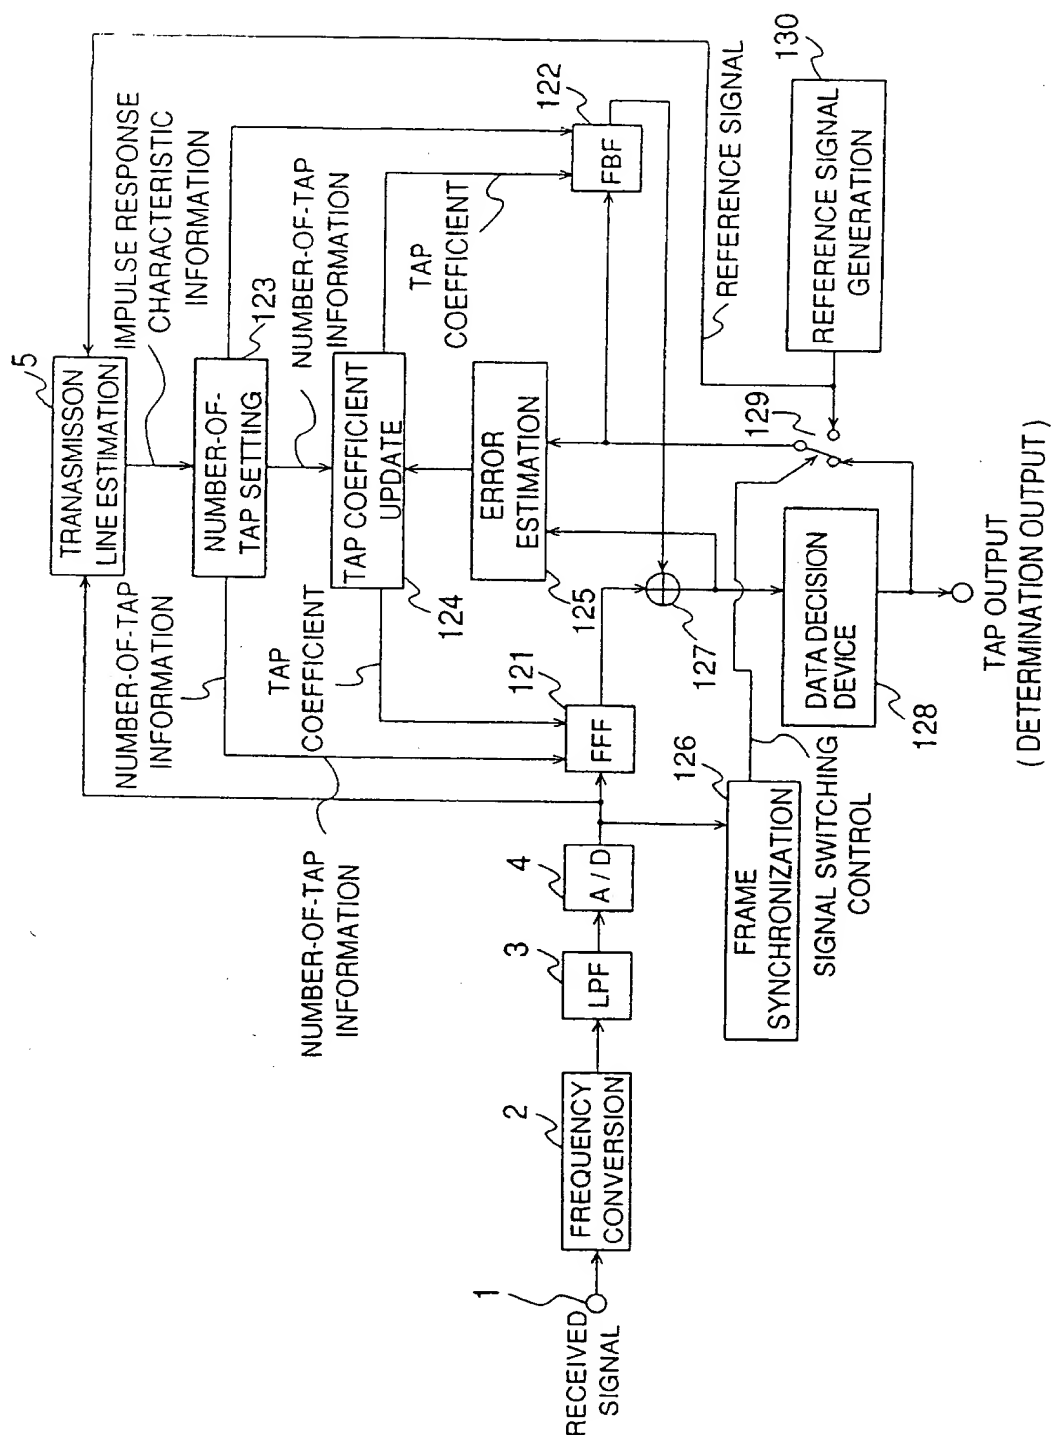 130
REFERENCE SIGNAL
GENERATION
REFERENCE SIGNAL
122
FBF
IMPULSE RESPONSE
CHARACTERISTIC
INFORMATION
123
NUMBER-OF-TAP
INFORMATION
TAP
COEFFICIENT
5
TRANASMISSON
LINE ESTIMATION
NUMBER-OF-
TAP SETTING
TAP COEFFICIENT
UPDATE
124
ERROR
ESTIMATION
125
129
127
DATA DECISION
DEVICE
128
TAP OUTPUT
( DETERMINATION OUTPUT )
NUMBER-OF-TAP
INFORMATION
TAP
COEFFICIENT
121
FFF
126
FRAME
SYNCHRONIZATION
SIGNAL SWITCHING
CONTROL
NUMBER-OF-TAP
INFORMATION
4
A / D
3
LPF
2
FREQUENCY
CONVERSION
1
RECEIVED
SIGNAL